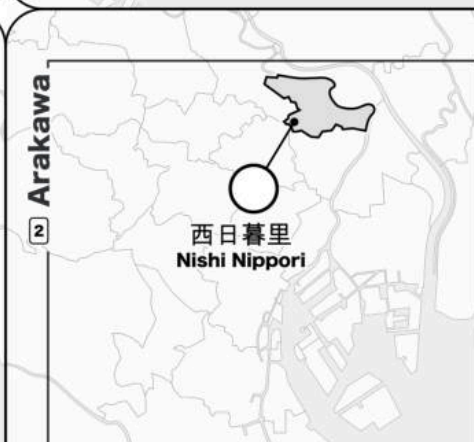 Arakawa
2
西日暮里
Nishi Nippori